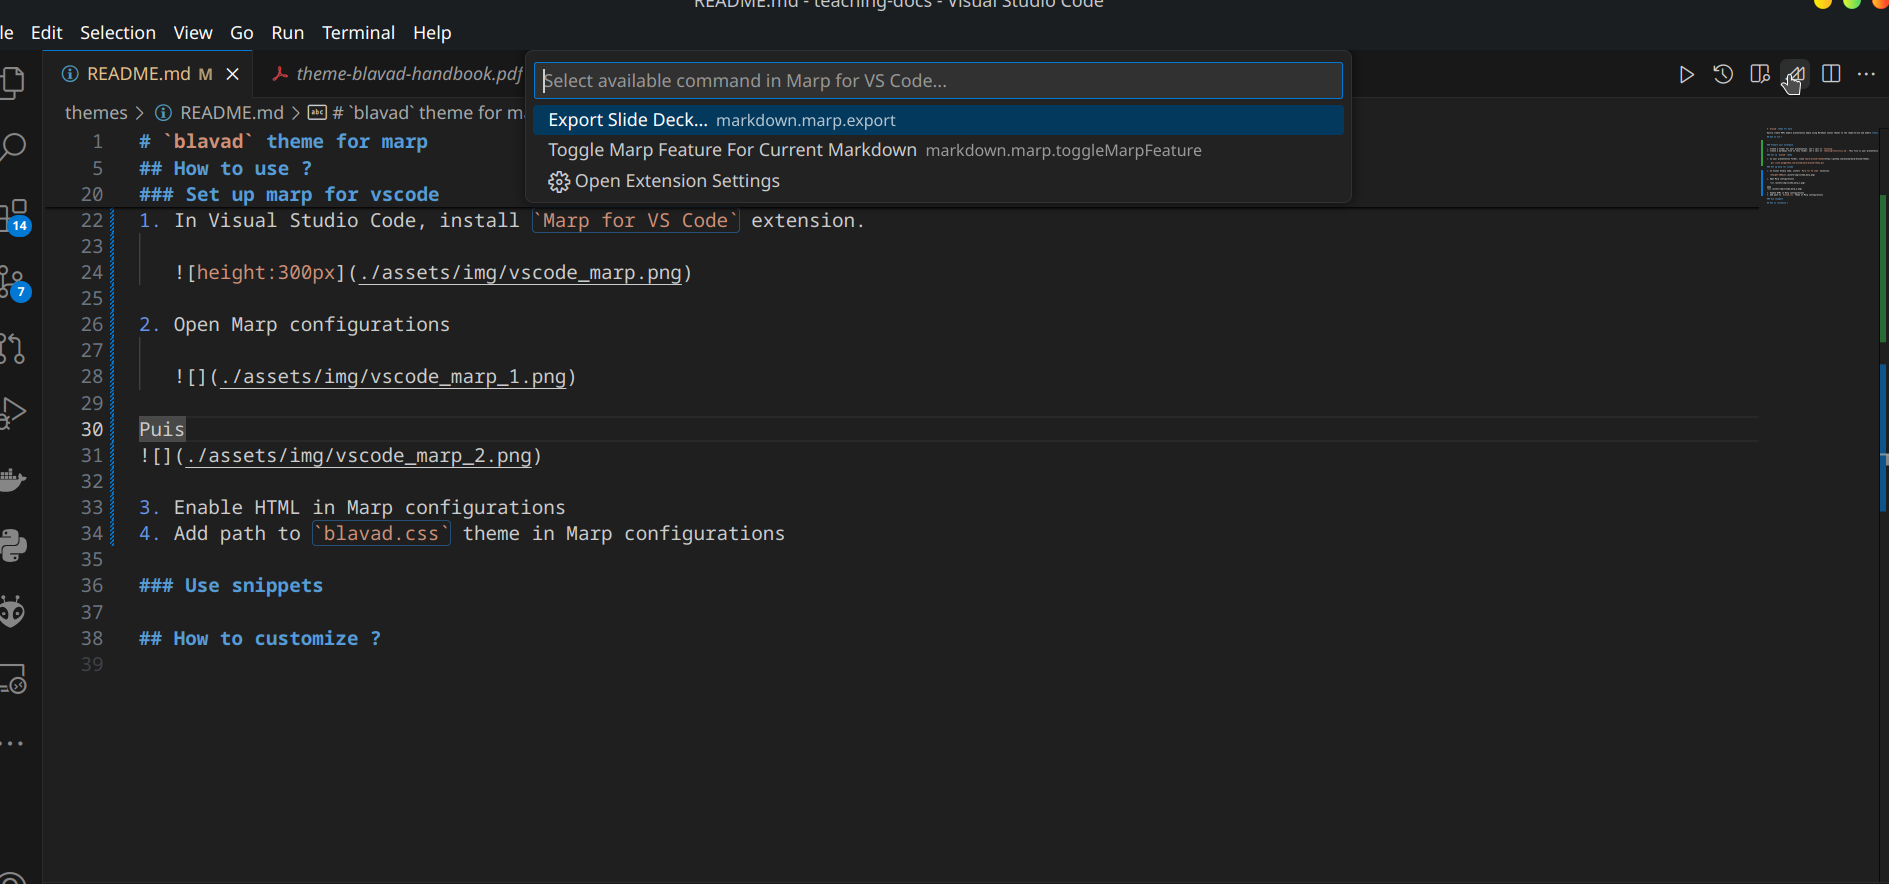 README.md - teaching-docs - Visual Studio Code
le Edit Selection View Go Run Terminal Help
README.md M
theme-blavad-handbook.pdf
Select available command in Marp for VS Code...
Export Slide Deck... markdown.marp.export
Toggle Marp Feature For Current Markdown markdown.marp.toggleMarpFeature
Open Extension Settings
themes > README.md > # `blavad` theme for m
1 # `blavad` theme for marp
5 ## How to use ?
20 ### Set up marp for vscode
22 1. In Visual Studio Code, install `Marp for VS Code` extension.
23
24 ![height:300px](./assets/img/vscode_marp.png)
25
26 2. Open Marp configurations
27
28 ![](./assets/img/vscode_marp_1.png)
29
30 Puis
31 ![](./assets/img/vscode_marp_2.png)
32
33 3. Enable HTML in Marp configurations
34 4. Add path to `blavad.css` theme in Marp configurations
35
36 ### Use snippets
37
38 ## How to customize ?
39
14
7